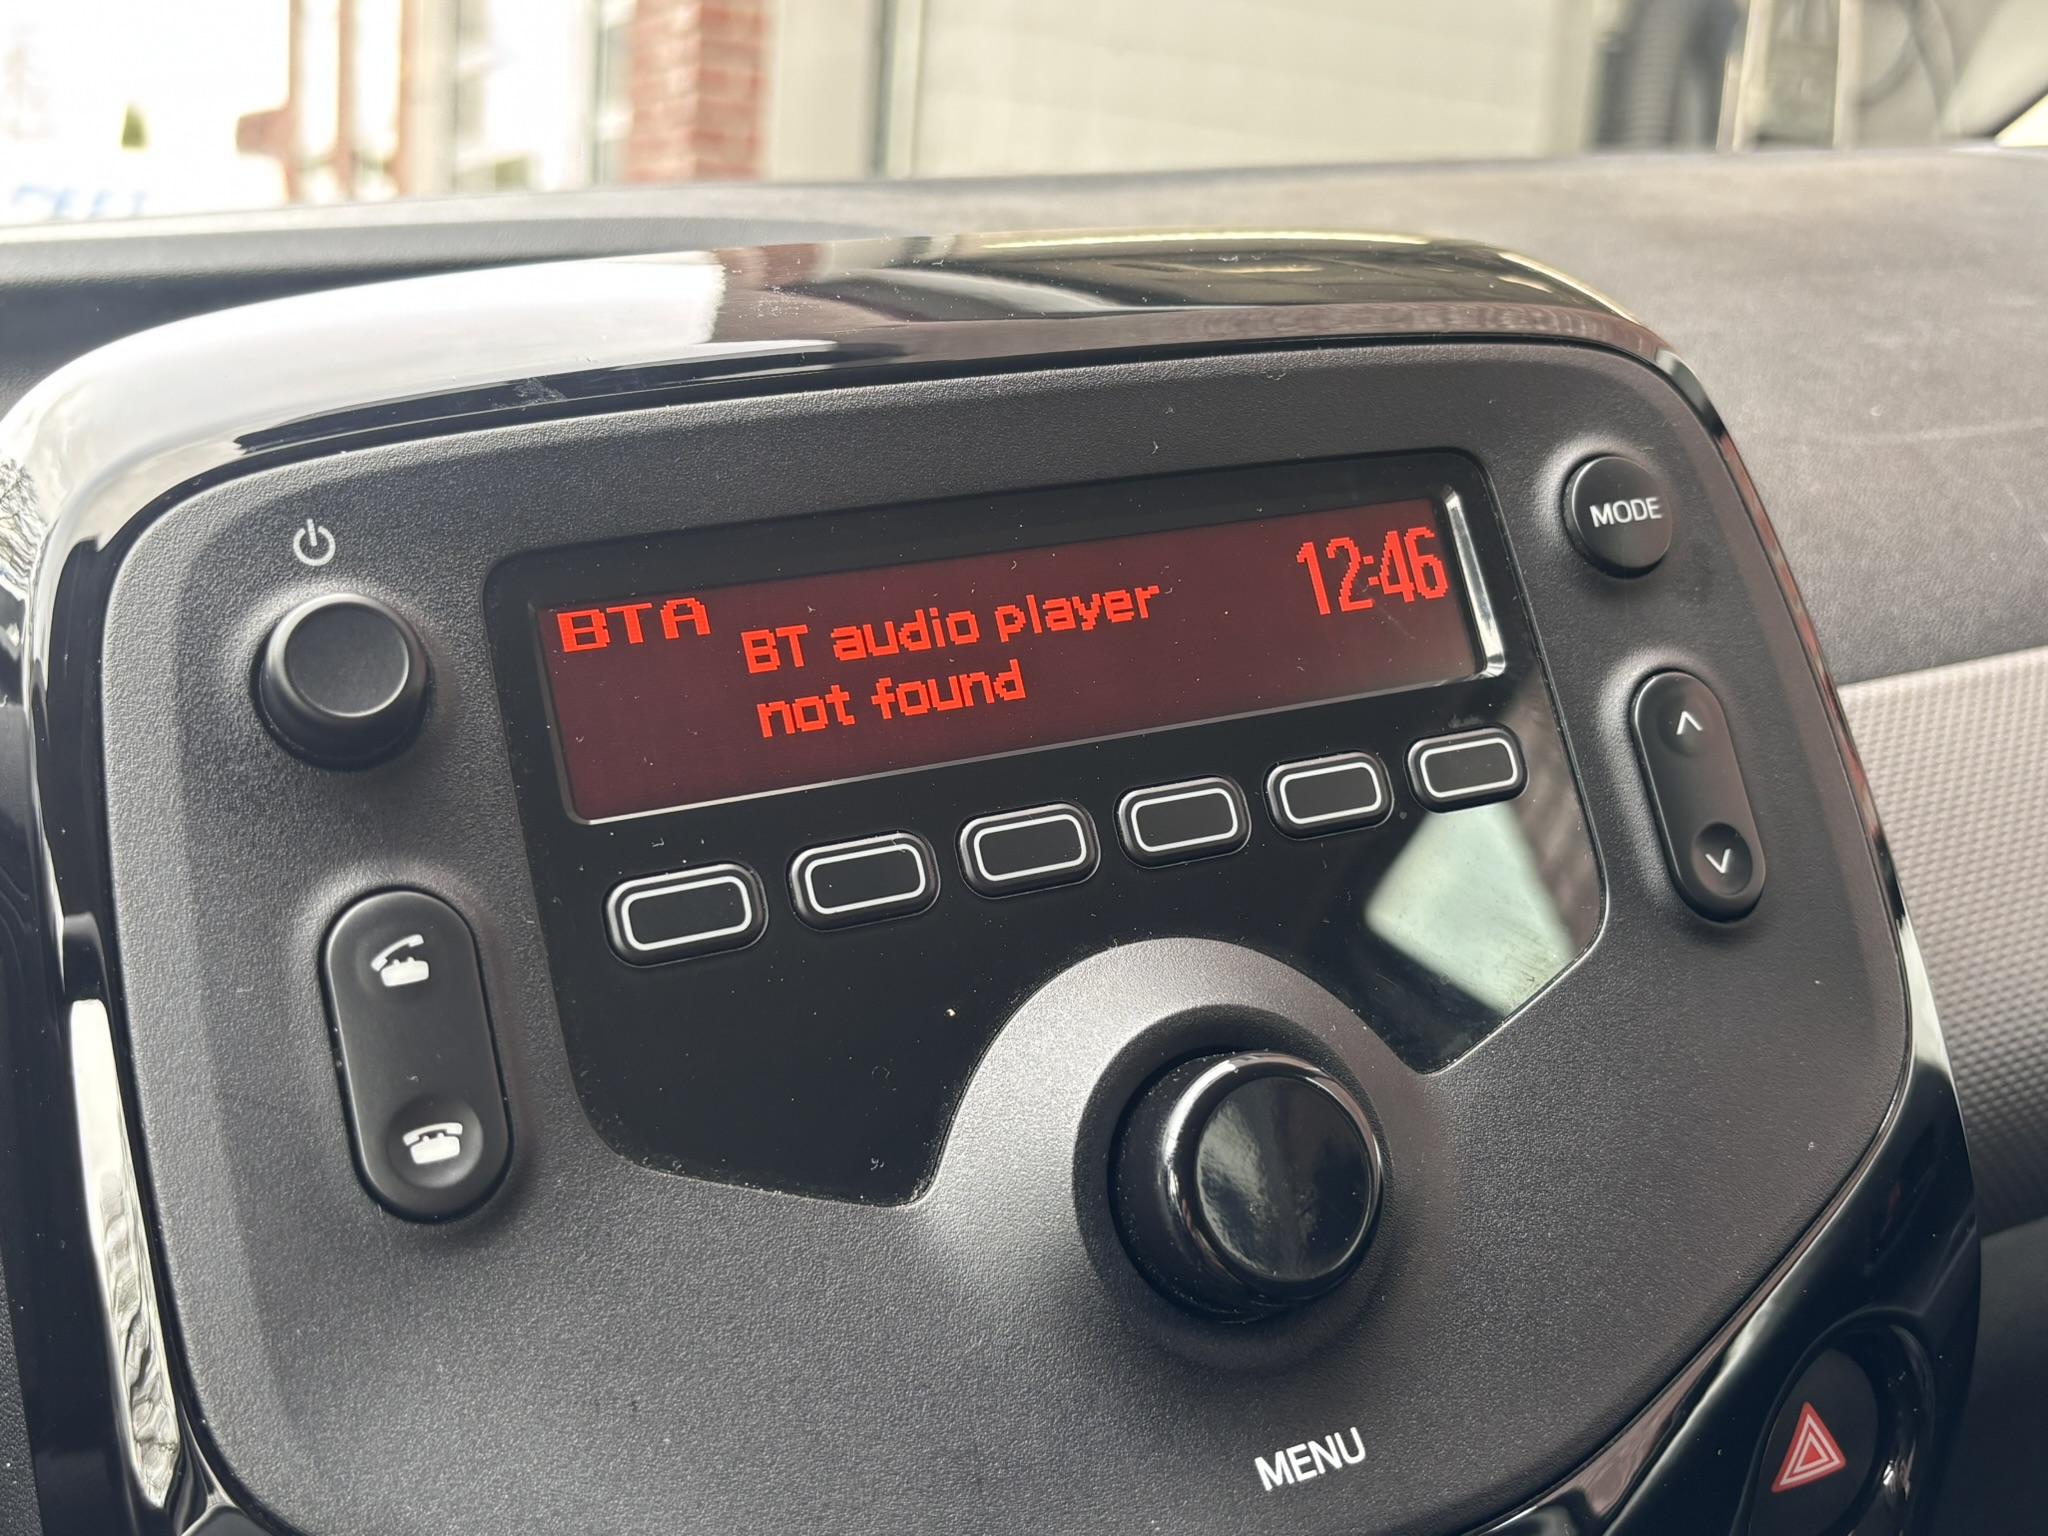 BTA
BT audio player
not found
12:46
MODE
MENU